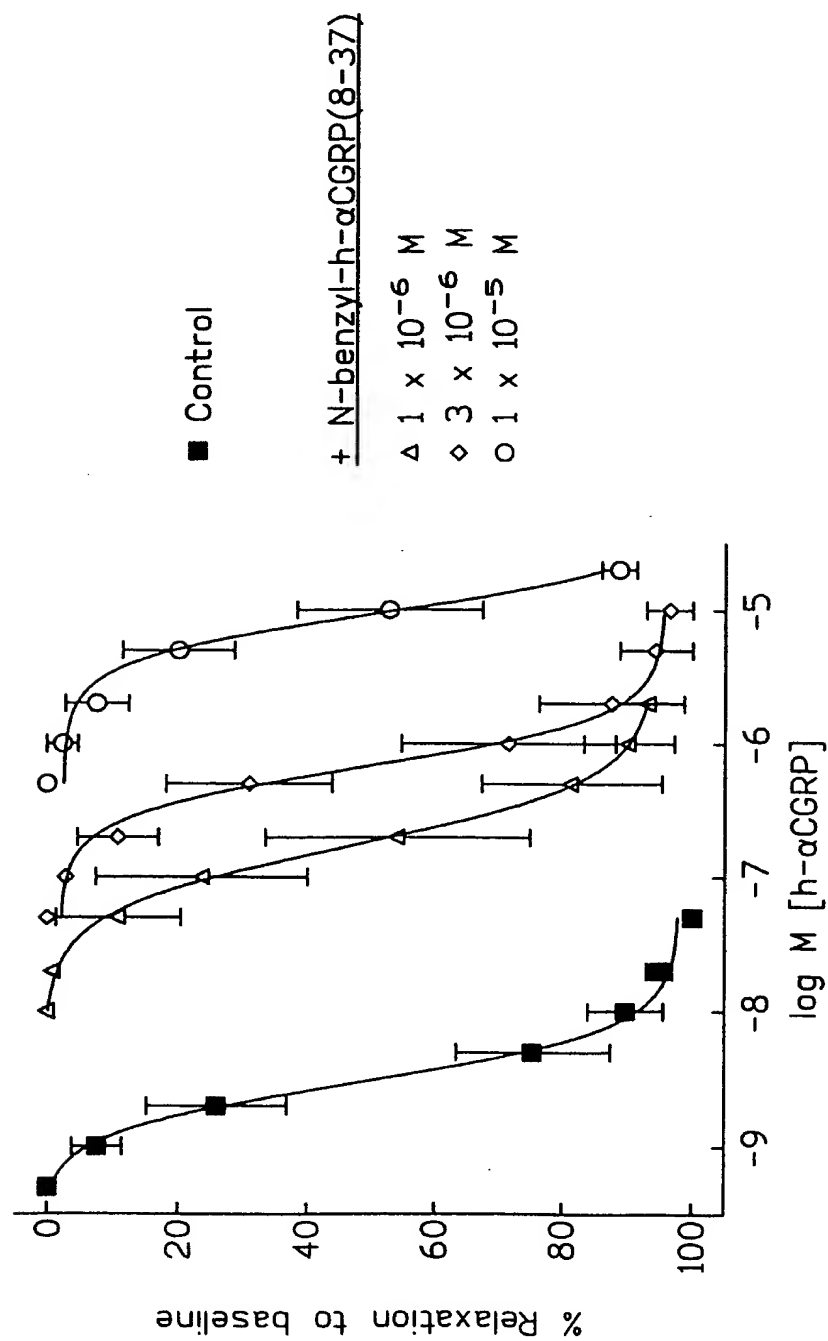 % Relaxation to baseline
0
20
40
60
80
100
-9
-8
-7
-6
-5
log M [h-αCGRP]
■ Control
+ N-benzyl-h-αCGRP(8-37)
△ 1 x 10⁻⁶ M
◇ 3 x 10⁻⁶ M
○ 1 x 10⁻⁵ M